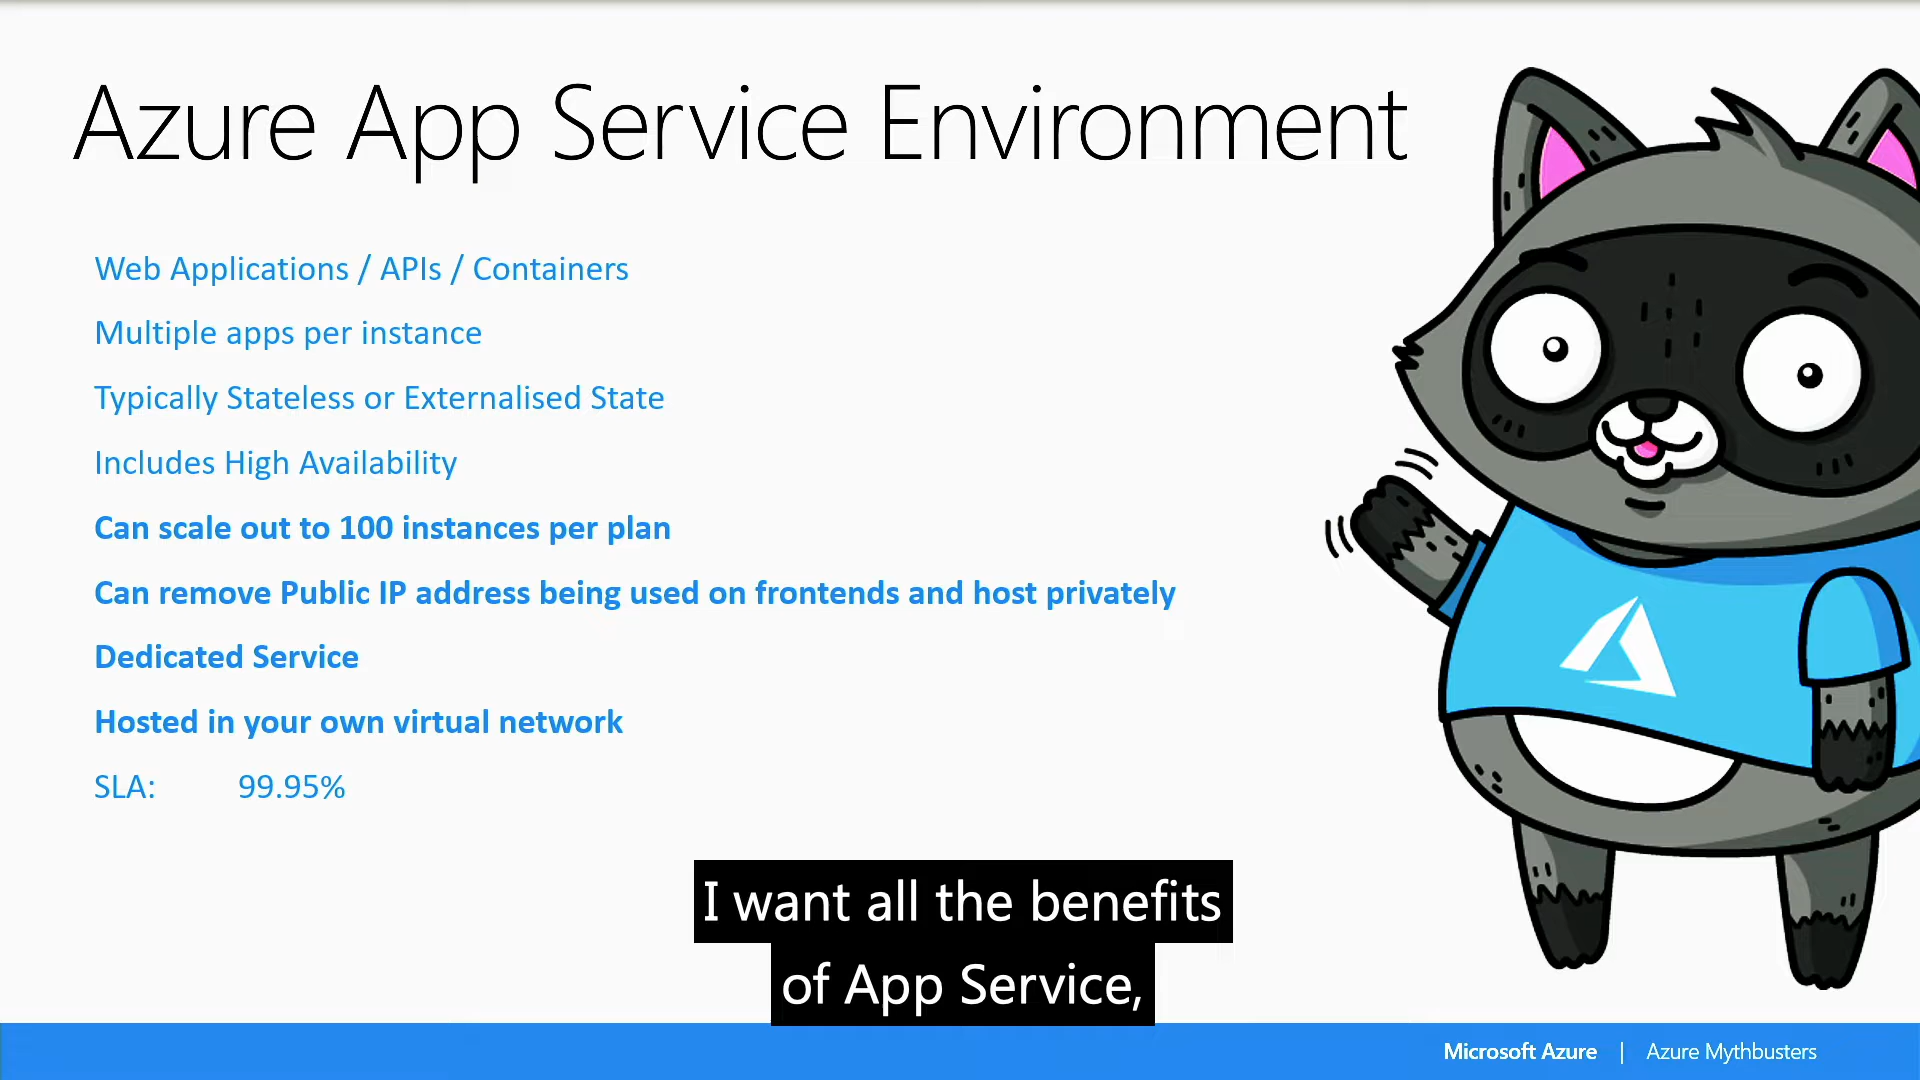 Azure App Service Environment
Web Applications / APIs / Containers
Multiple apps per instance
Typically Stateless or Externalised State
Includes High Availability
Can scale out to 100 instances per plan
Can remove Public IP address being used on frontends and host privately
Dedicated Service
Hosted in your own virtual network
SLA: 99.95%
I want all the benefits
of App Service,
Microsoft Azure | Azure Mythbusters